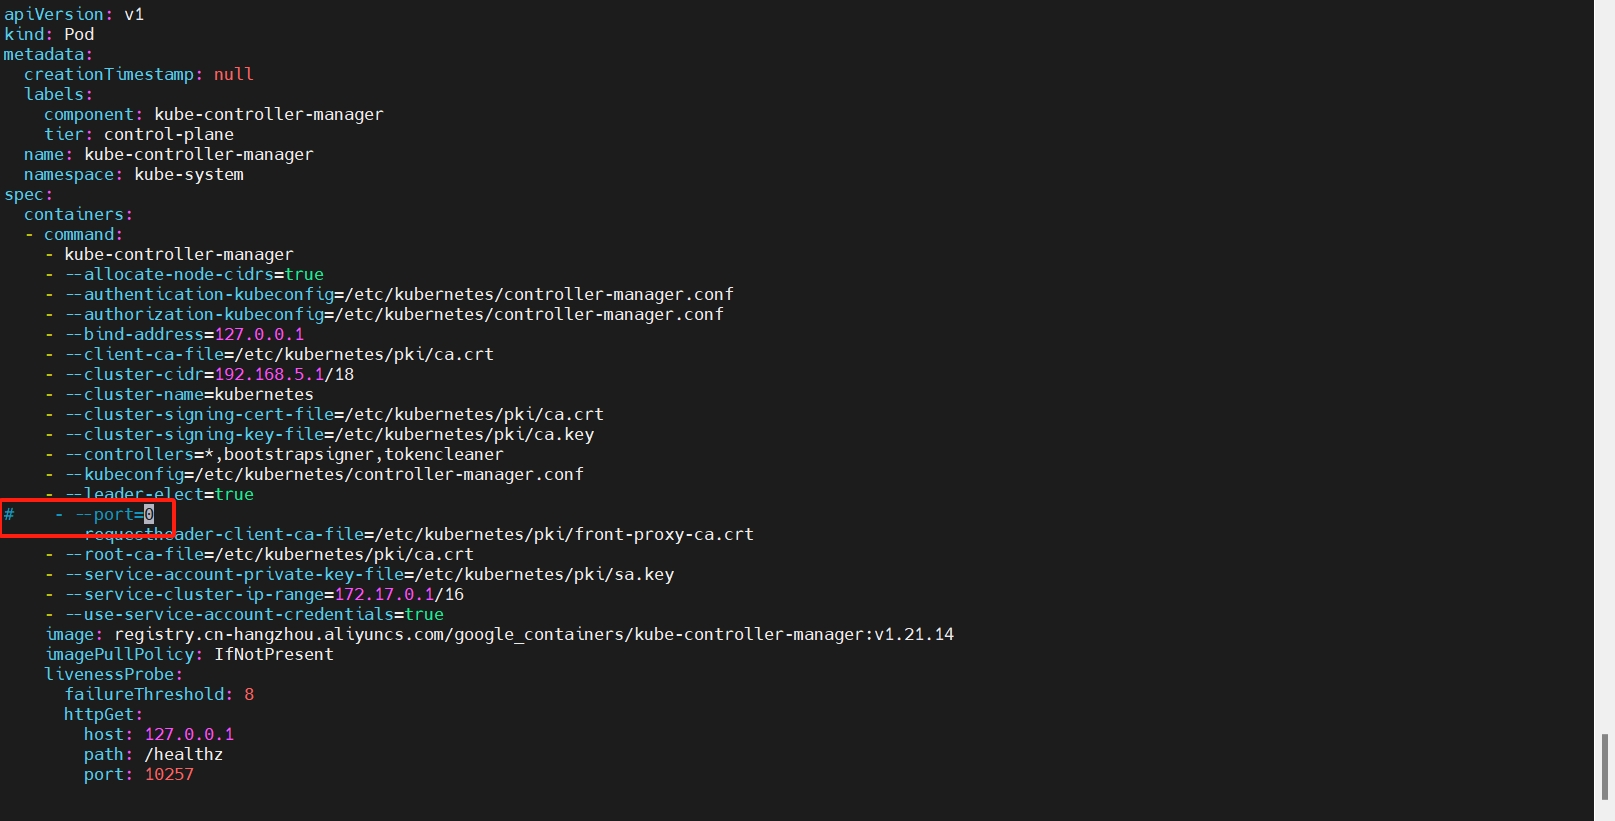 apiVersion: v1
kind: Pod
metadata:
  creationTimestamp: null
  labels:
    component: kube-controller-manager
    tier: control-plane
  name: kube-controller-manager
  namespace: kube-system
spec:
  containers:
  - command:
    - kube-controller-manager
    - --allocate-node-cidrs=true
    - --authentication-kubeconfig=/etc/kubernetes/controller-manager.conf
    - --authorization-kubeconfig=/etc/kubernetes/controller-manager.conf
    - --bind-address=127.0.0.1
    - --client-ca-file=/etc/kubernetes/pki/ca.crt
    - --cluster-cidr=192.168.5.1/18
    - --cluster-name=kubernetes
    - --cluster-signing-cert-file=/etc/kubernetes/pki/ca.crt
    - --cluster-signing-key-file=/etc/kubernetes/pki/ca.key
    - --controllers=*,bootstrapsigner,tokencleaner
    - --kubeconfig=/etc/kubernetes/controller-manager.conf
    - --leader-elect=true
#    - --port=0
requestheader-client-ca-file=/etc/kubernetes/pki/front-proxy-ca.crt
    - --root-ca-file=/etc/kubernetes/pki/ca.crt
    - --service-account-private-key-file=/etc/kubernetes/pki/sa.key
    - --service-cluster-ip-range=172.17.0.1/16
    - --use-service-account-credentials=true
    image: registry.cn-hangzhou.aliyuncs.com/google_containers/kube-controller-manager:v1.21.14
    imagePullPolicy: IfNotPresent
    livenessProbe:
      failureThreshold: 8
      httpGet:
        host: 127.0.0.1
        path: /healthz
        port: 10257